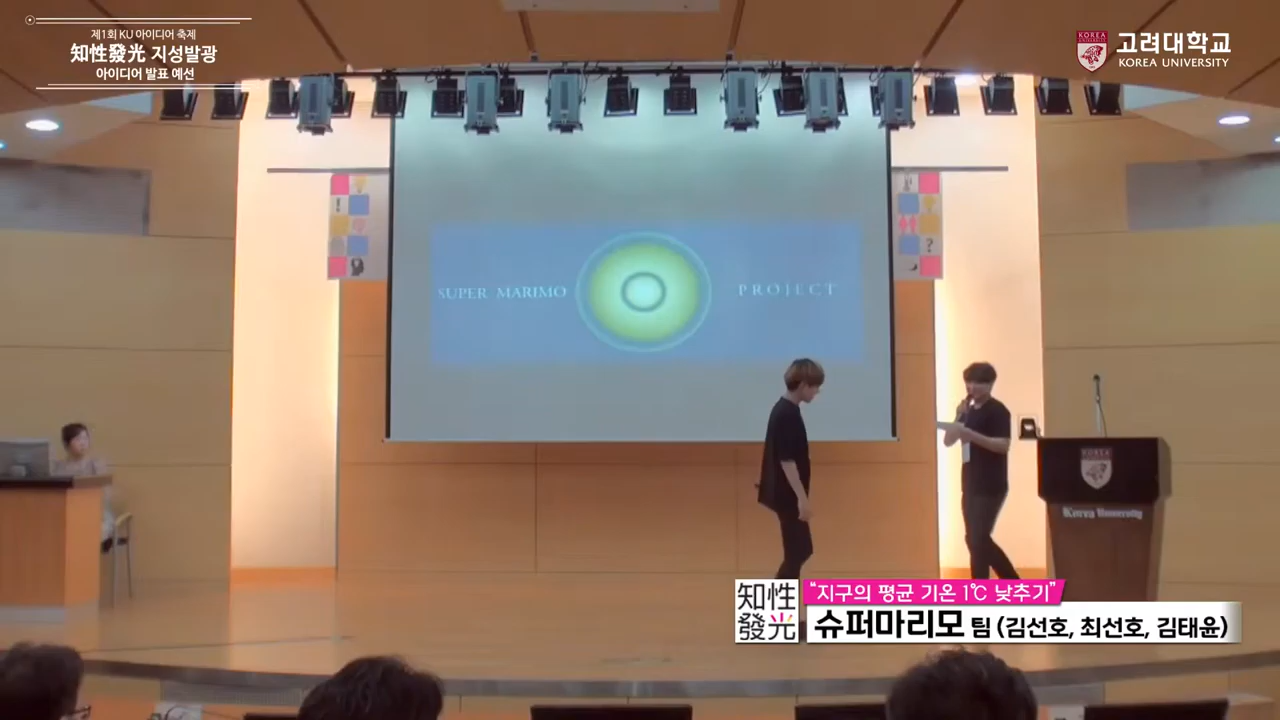 제1회 KU 아이디어 축제
知性發光 지성발광
아이디어 발표 예선
KOREA UNIVERSITY
고려대학교
KOREA UNIVERSITY
SUPER MARIMO PROJECT
!
?
KOREA
Korea University
知性
發光
“지구의 평균 기온 1℃ 낮추기”
슈퍼마리모 팀 (김선호, 최선호, 김태윤)